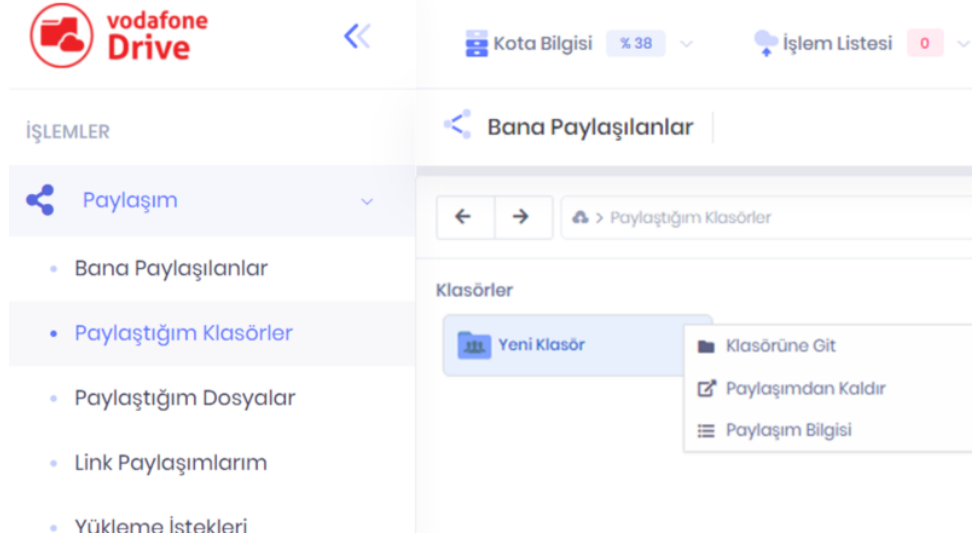 vodafone
Drive
Kota Bilgisi % 38
İşlem Listesi 0
İŞLEMLER
Bana Paylaşılanlar
Paylaşım
> Paylaştığım Klasörler
Bana Paylaşılanlar
Klasörler
Paylaştığım Klasörler
Yeni Klasör
Klasörüne Git
Paylaşımdan Kaldır
Paylaştığım Dosyalar
Paylaşım Bilgisi
Link Paylaşımlarım
Yükleme İstekleri